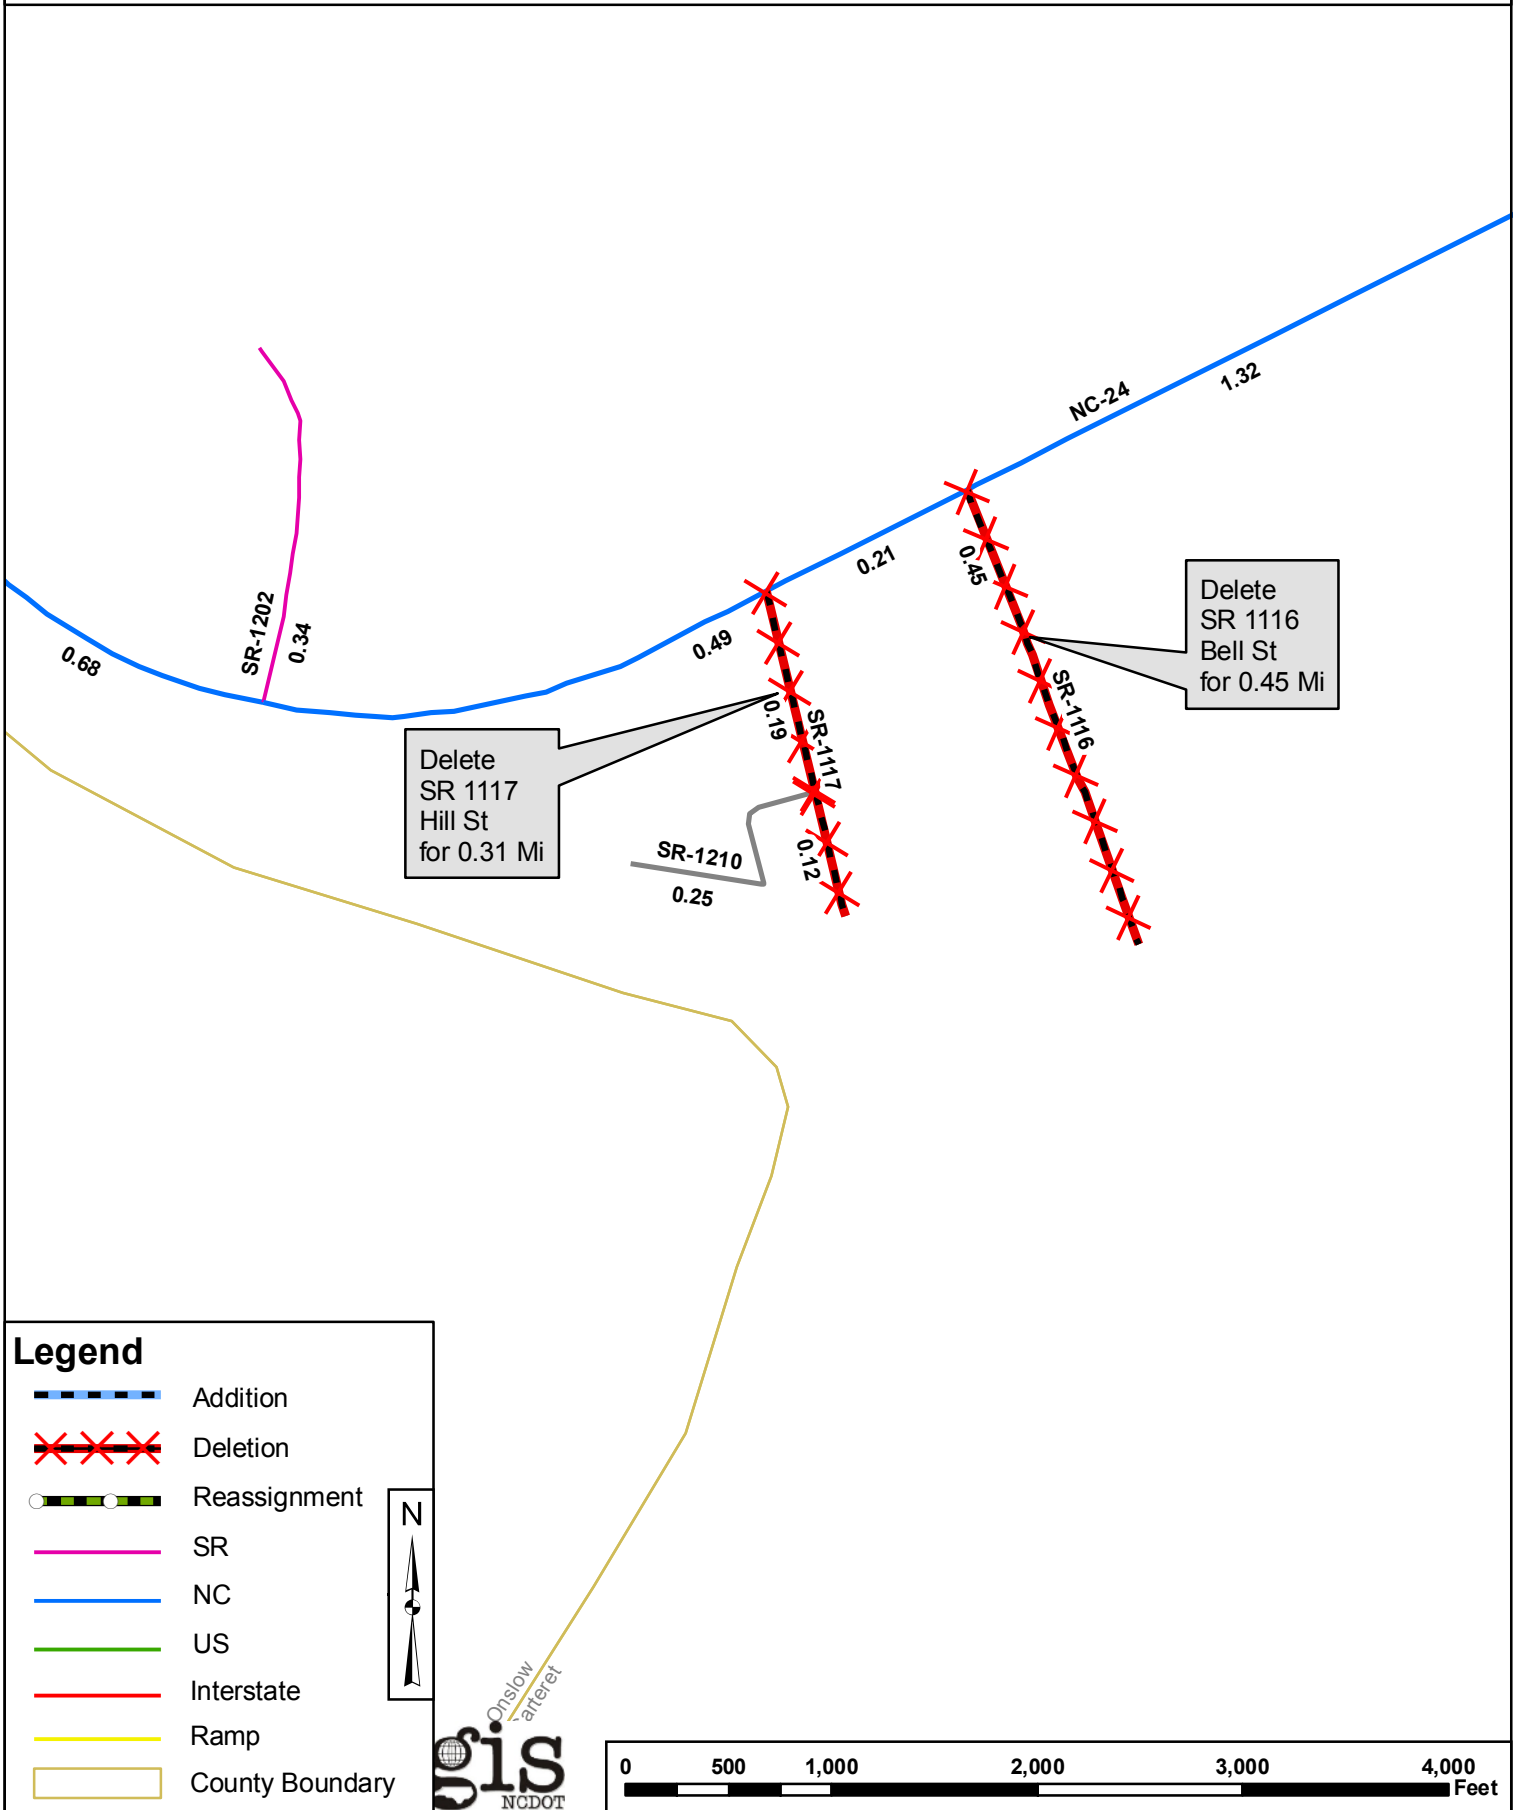 NC-24
1.32
0.21
0.45
Delete
SR 1116
Bell St
for 0.45 Mi
SR-1202
0.34
0.68
0.49
0.19
SR-1117
SR-1116
Delete
SR 1117
Hill St
for 0.31 Mi
SR-1210
0.25
0.12
Legend
Addition
Deletion
Reassignment
SR
NC
US
Interstate
Ramp
County Boundary
N
Onslow
arteret
gis
NCDOT
0 500 1,000 2,000 3,000 4,000
Feet